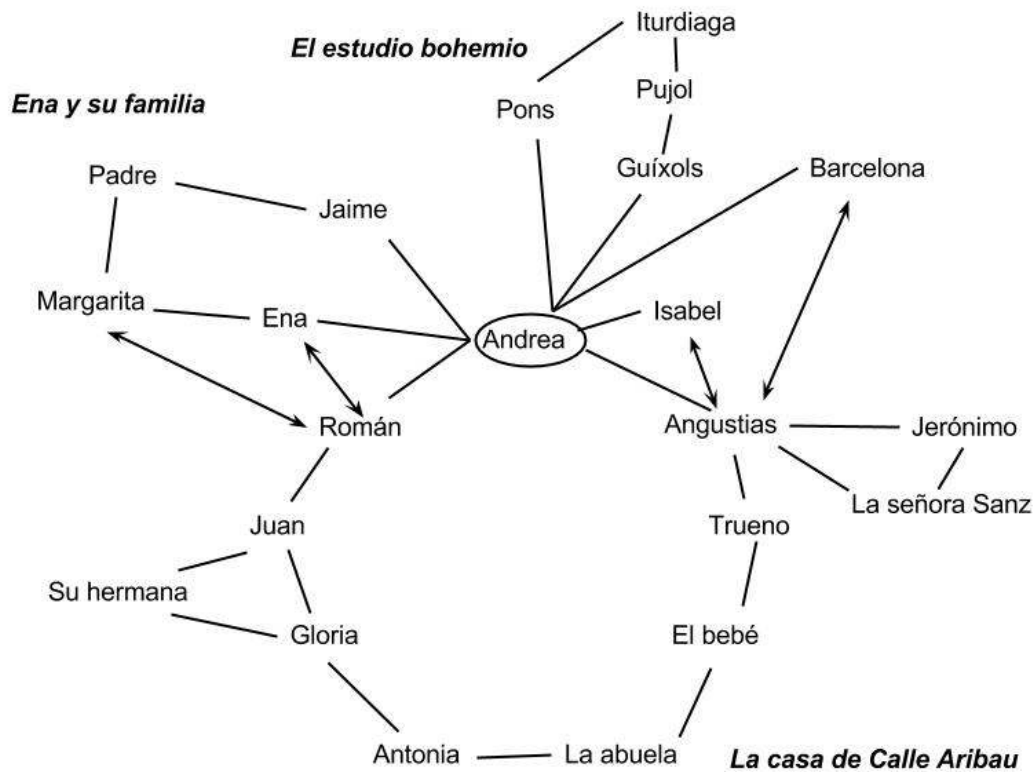 Iturdiaga
El estudio bohemio
Ena y su familia
Pons
Pujol
Padre
Guíxols
Barcelona
Jaime
Margarita
Ena
Isabel
Andrea
Román
Angustias
Jerónimo
La señora Sanz
Juan
Trueno
Su hermana
Gloria
El bebé
Antonia
La abuela
La casa de Calle Aribau